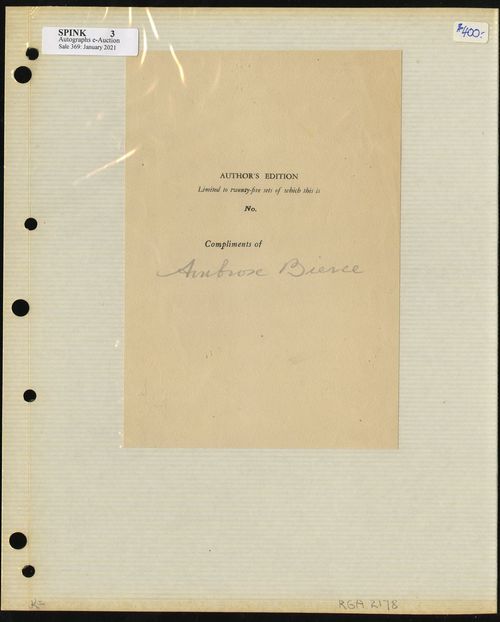 SPINK 3
Autographs e-Auction
Sale 369: January 2021
$400:-
AUTHOR'S EDITION
Limited to twenty-five sets of which this is
No.
Compliments of
Ambrose Bierce
RGA 2178